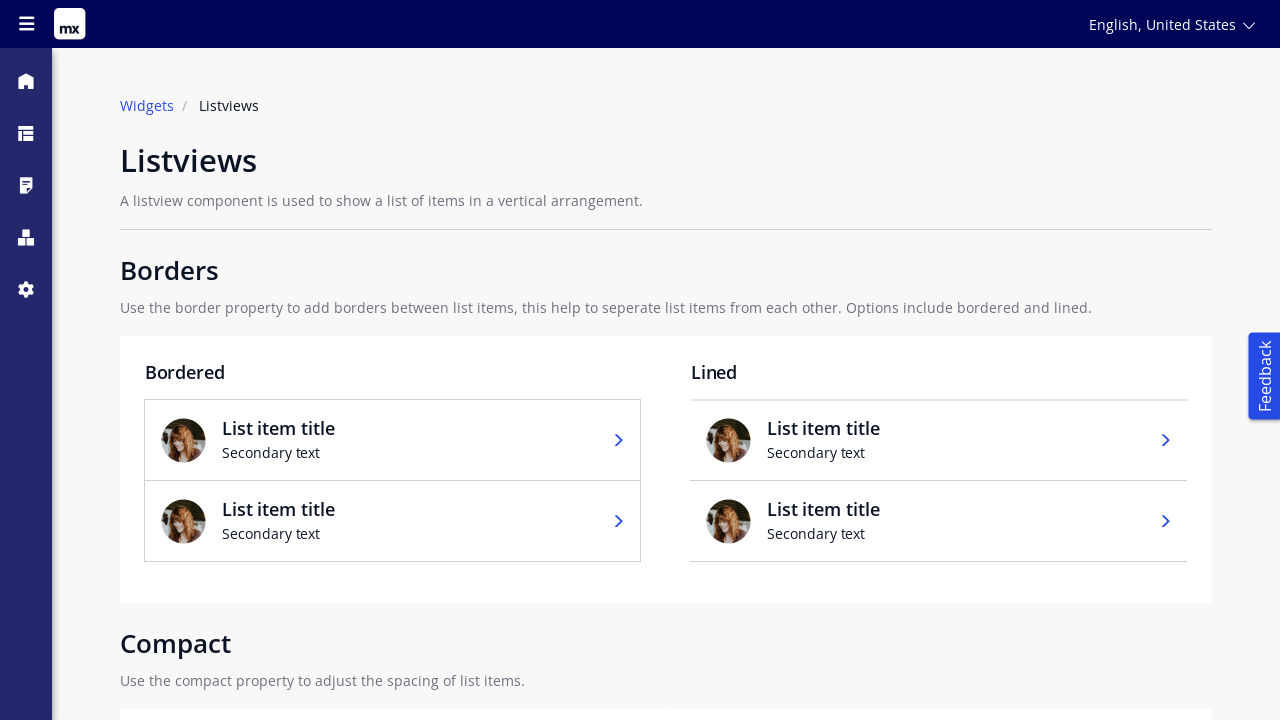 mx
English, United States
Widgets / Listviews
Listviews
A listview component is used to show a list of items in a vertical arrangement.
Borders
Use the border property to add borders between list items, this help to seperate list items from each other. Options include bordered and lined.
Bordered
List item title
Secondary text
List item title
Secondary text
Lined
List item title
Secondary text
List item title
Secondary text
Feedback
Compact
Use the compact property to adjust the spacing of list items.